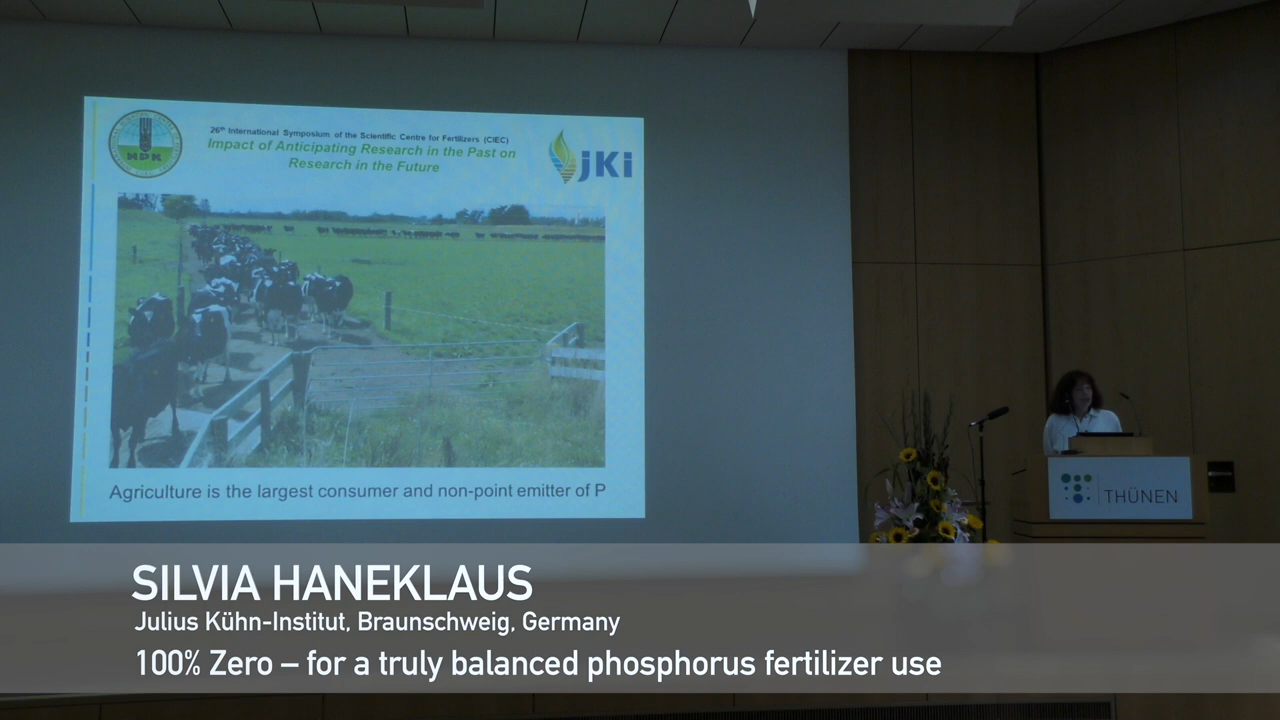 26th International Symposium of the Scientific Centre for Fertilizers (CIEC)
Impact of Anticipating Research in the Past on
Research in the Future
NPK
JKi
Agriculture is the largest consumer and non-point emitter of P
THÜNEN
SILVIA HANEKLAUS
Julius Kühn-Institut, Braunschweig, Germany
100% Zero – for a truly balanced phosphorus fertilizer use